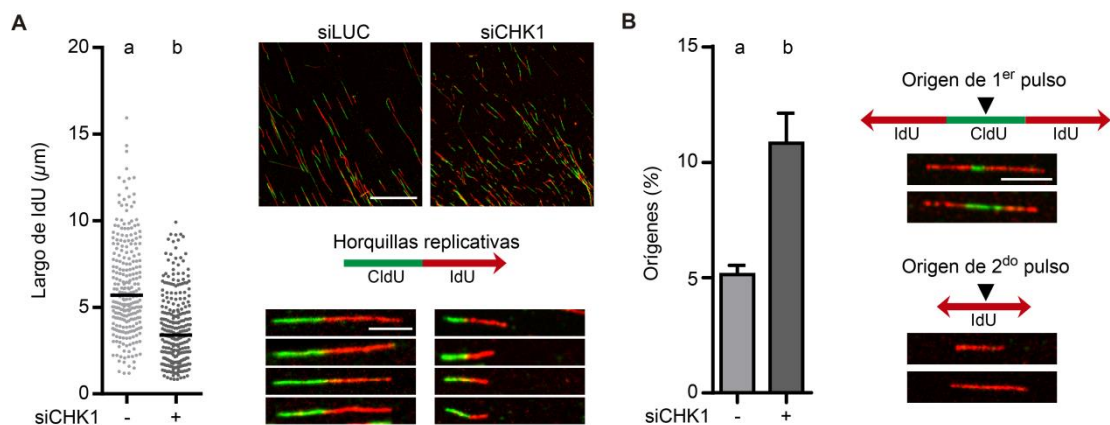 A
Largo de IdU (µm)
20
15
10
5
0
a b
siCHK1 - +
siLUC siCHK1
Horquillas replicativas
CldU IdU
B
Orígenes (%)
15
10
5
0
a b
siCHK1 - +
Origen de 1er pulso
IdU CldU IdU
Origen de 2do pulso
IdU